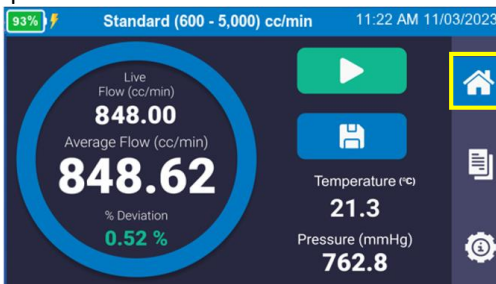 93% Standard (600 - 5,000) cc/min 11:22 AM 11/03/2023
Live
Flow (cc/min)
848.00
Average Flow (cc/min)
848.62
% Deviation
0.52 %
Temperature (°C)
21.3
Pressure (mmHg)
762.8